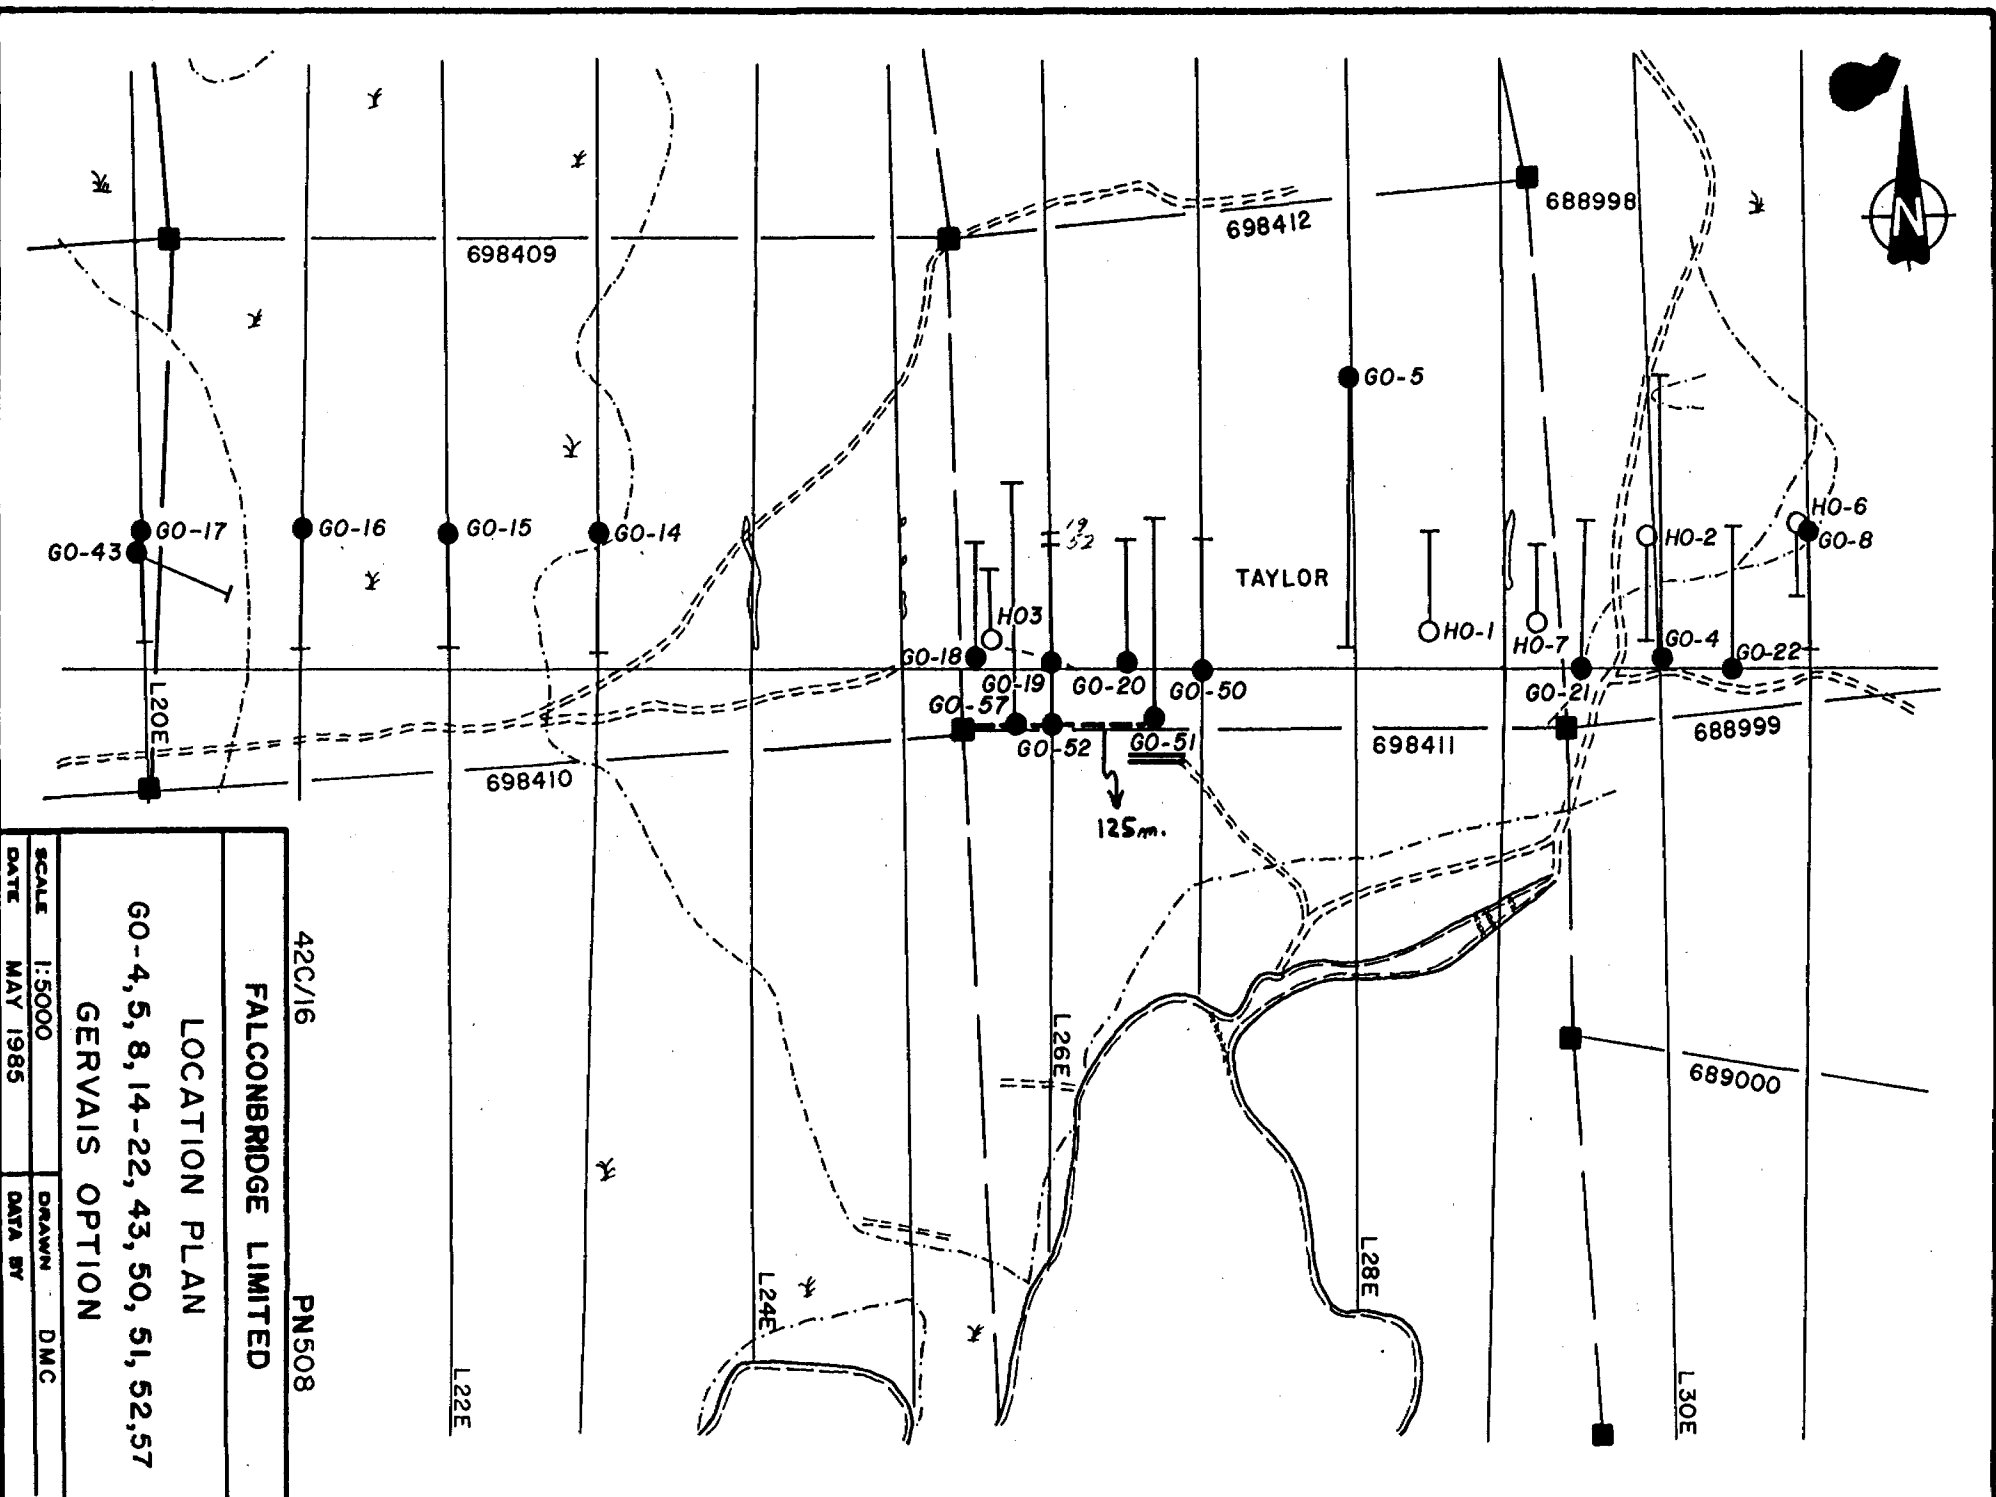 N
688998
698412
698409
GO-5
19
52
HO-6
GO-17
GO-16
GO-15
GO-14
HO-2
GO-8
GO-43
TAYLOR
HO3
HO-1
HO-7
GO-4
GO-18
GO-22
GO-19
GO-20
GO-50
GO-21
L20E
GO-57
688999
GO-52
GO-51
698411
698410
125m.
L26E
689000
L28E
L24E
L22E
L30E
42C/16 PN508
FALCONBRIDGE LIMITED
LOCATION PLAN
GO-4, 5, 8, 14-22, 43, 50, 51, 52, 57
GERVAIS OPTION
SCALE 1:5000 DRAWN DMC
DATE MAY 1985 DATA BY